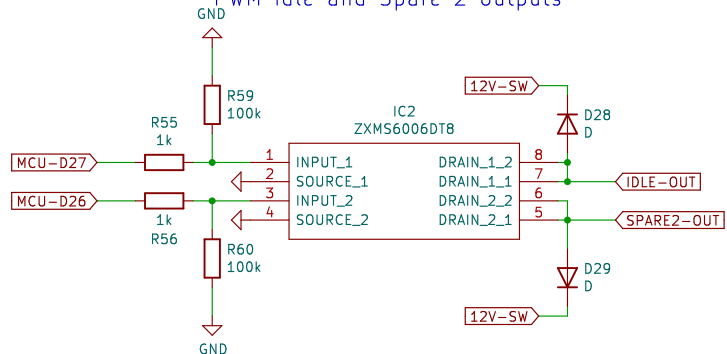 PWM Idle and Spare 2 outputs
GND
12V-SW
R59
100k
IC2
ZXMS6006DT8
D28
D
R55
1k
MCU-D27
1
INPUT_1
DRAIN_1_2
8
2
SOURCE_1
DRAIN_1_1
7
IDLE-OUT
MCU-D26
3
INPUT_2
DRAIN_2_2
6
4
SOURCE_2
DRAIN_2_1
5
SPARE2-OUT
1k
R56
R60
100k
D29
D
12V-SW
GND